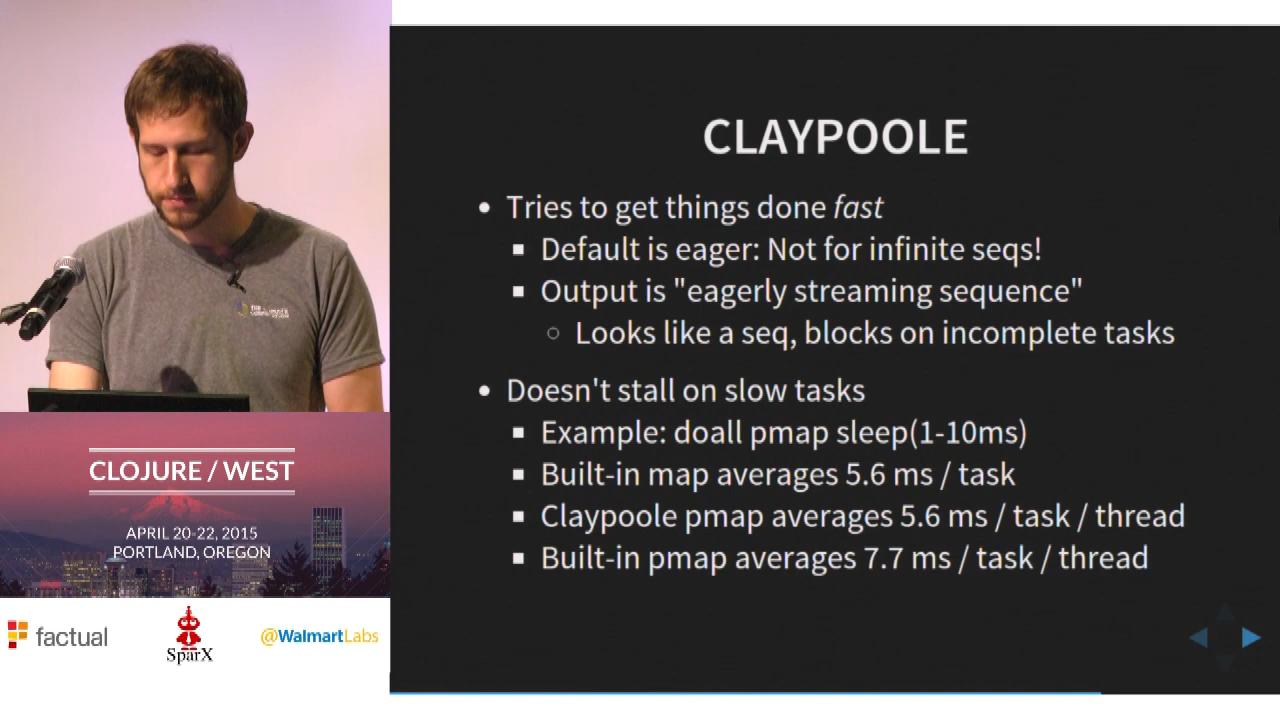 CLAYPOOLE
• Tries to get things done fast
▪ Default is eager: Not for infinite seqs!
▪ Output is "eagerly streaming sequence"
○ Looks like a seq, blocks on incomplete tasks
• Doesn't stall on slow tasks
▪ Example: doall pmap sleep(1-10ms)
▪ Built-in map averages 5.6 ms / task
▪ Claypoole pmap averages 5.6 ms / task / thread
▪ Built-in pmap averages 7.7 ms / task / thread
CLOJURE / WEST
APRIL 20-22, 2015
PORTLAND, OREGON
factual
SparX
@WalmartLabs